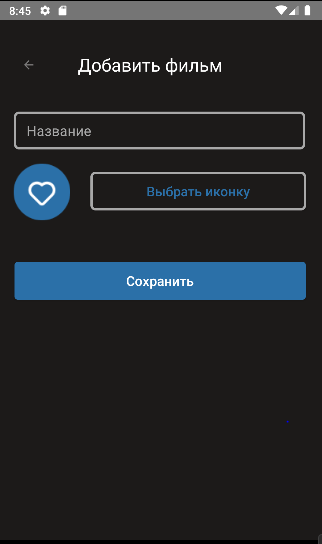 8:45
Добавить фильм
Название
Выбрать иконку
Сохранить